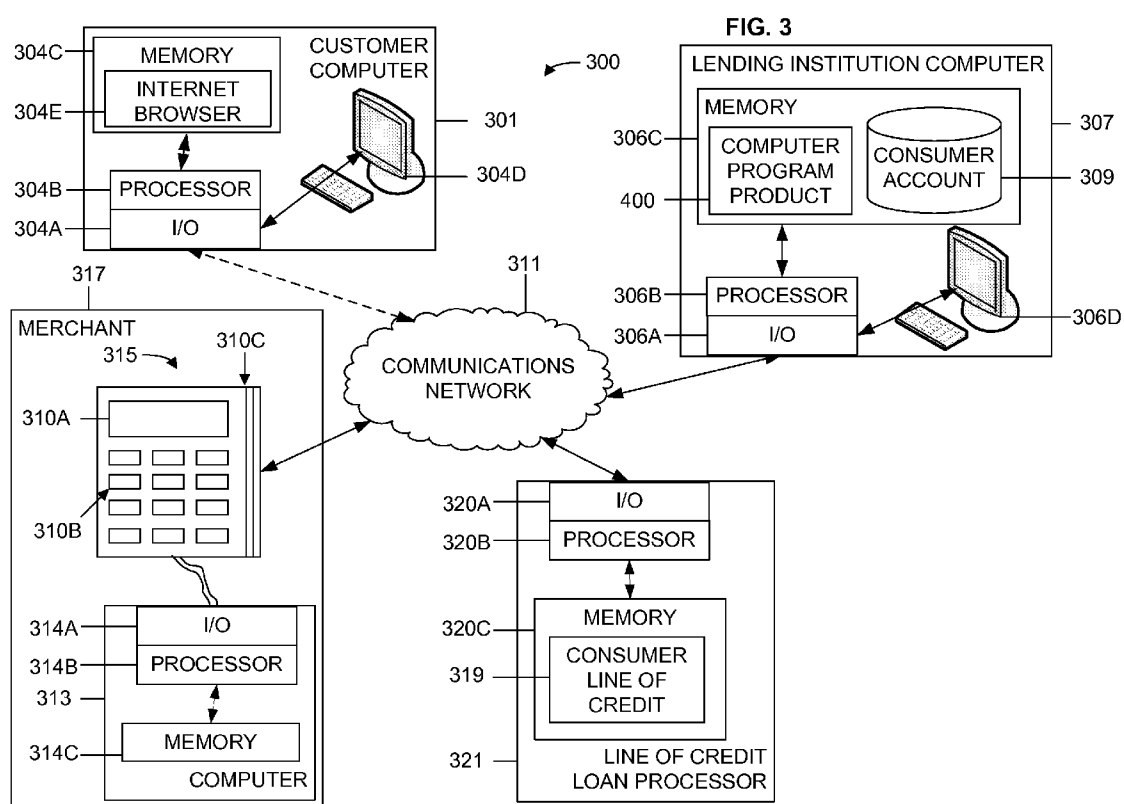 FIG. 3
300
304C
MEMORY
CUSTOMER
COMPUTER
304E
INTERNET
BROWSER
301
304D
304B
PROCESSOR
304A
I/O
LENDING INSTITUTION COMPUTER
MEMORY
306C
COMPUTER
PROGRAM
PRODUCT
400
CONSUMER
ACCOUNT
307
309
306B
PROCESSOR
306A
I/O
306D
311
COMMUNICATIONS
NETWORK
317
MERCHANT
315
310C
310A
310B
314A
I/O
314B
PROCESSOR
313
314C
MEMORY
COMPUTER
320A
I/O
320B
PROCESSOR
320C
MEMORY
319
CONSUMER
LINE OF
CREDIT
321
LINE OF CREDIT
LOAN PROCESSOR